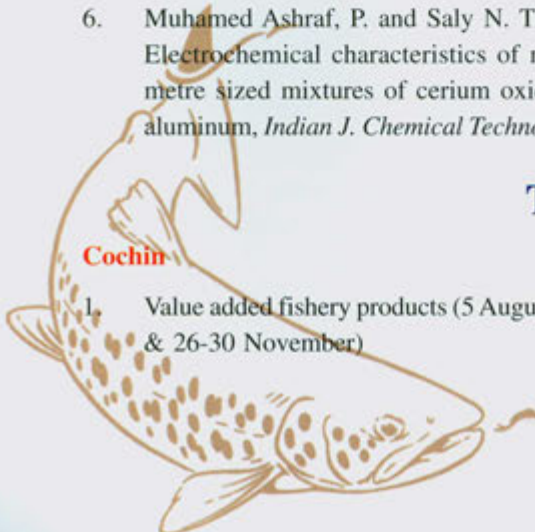 6. Muhamed Ashraf, P. and Saly N. T
Electrochemical characteristics of
metre sized mixtures of cerium oxi
aluminum, Indian J. Chemical Techno
T
Cochin
1. Value added fishery products (5 Augu
& 26-30 November)